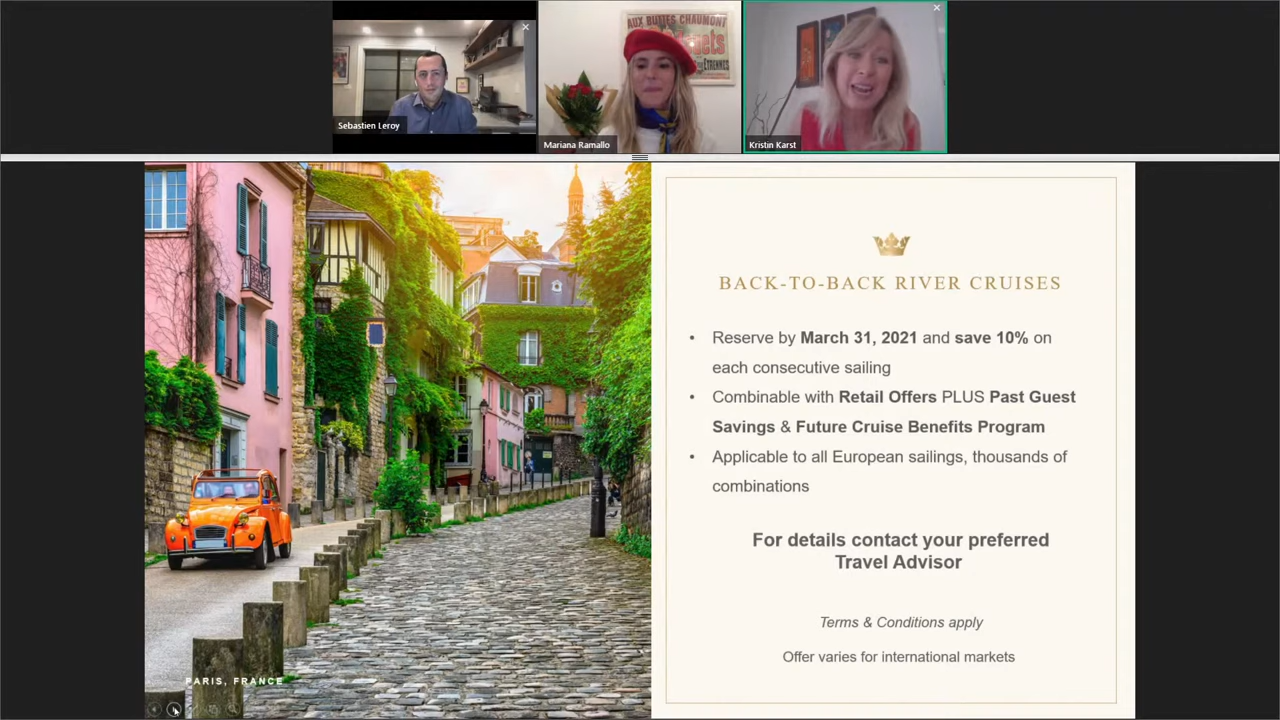 AUX BUTTES CHAUMONT
Sebastien Leroy
Mariana Ramallo
Kristin Karst
BACK-TO-BACK RIVER CRUISES
• Reserve by March 31, 2021 and save 10% on
each consecutive sailing
• Combinable with Retail Offers PLUS Past Guest
Savings & Future Cruise Benefits Program
• Applicable to all European sailings, thousands of
combinations
For details contact your preferred
Travel Advisor
Terms & Conditions apply
Offer varies for international markets
PARIS, FRANCE